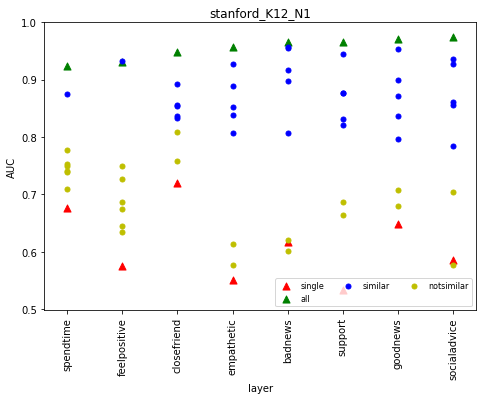 stanford_K12_N1
1.0
0.9
0.8
0.7
0.6
0.5
AUC
single
all
similar
notsimilar
spendtime
feelpositive
closefriend
empathetic
badnews
support
goodnews
socialadvice
layer